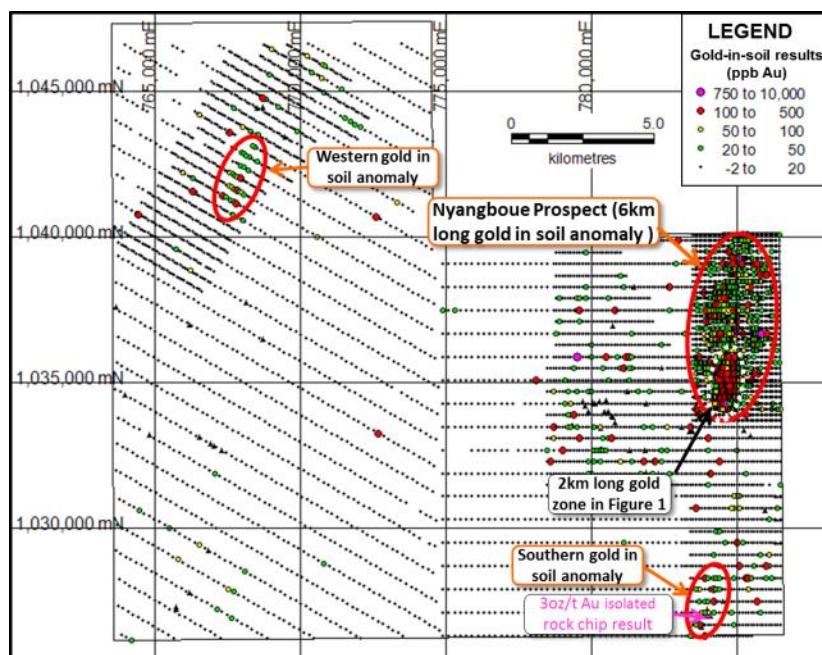 LEGEND
Gold-in-soil results
(ppb Au)
750 to 10,000
100 to 500
50 to 100
20 to 50
-2 to 20
765,000 mE
770,000 mE
775,000 mE
780,000 mE
1,045,000 mN
0 5.0
kilometres
Western gold in
soil anomaly
Nyangboue Prospect (6km
long gold in soil anomaly )
1,040,000 mN
1,035,000 mN
2km long gold
zone in Figure 1
1,030,000 mN
Southern gold in
soil anomaly
3oz/t Au isolated
rock chip result